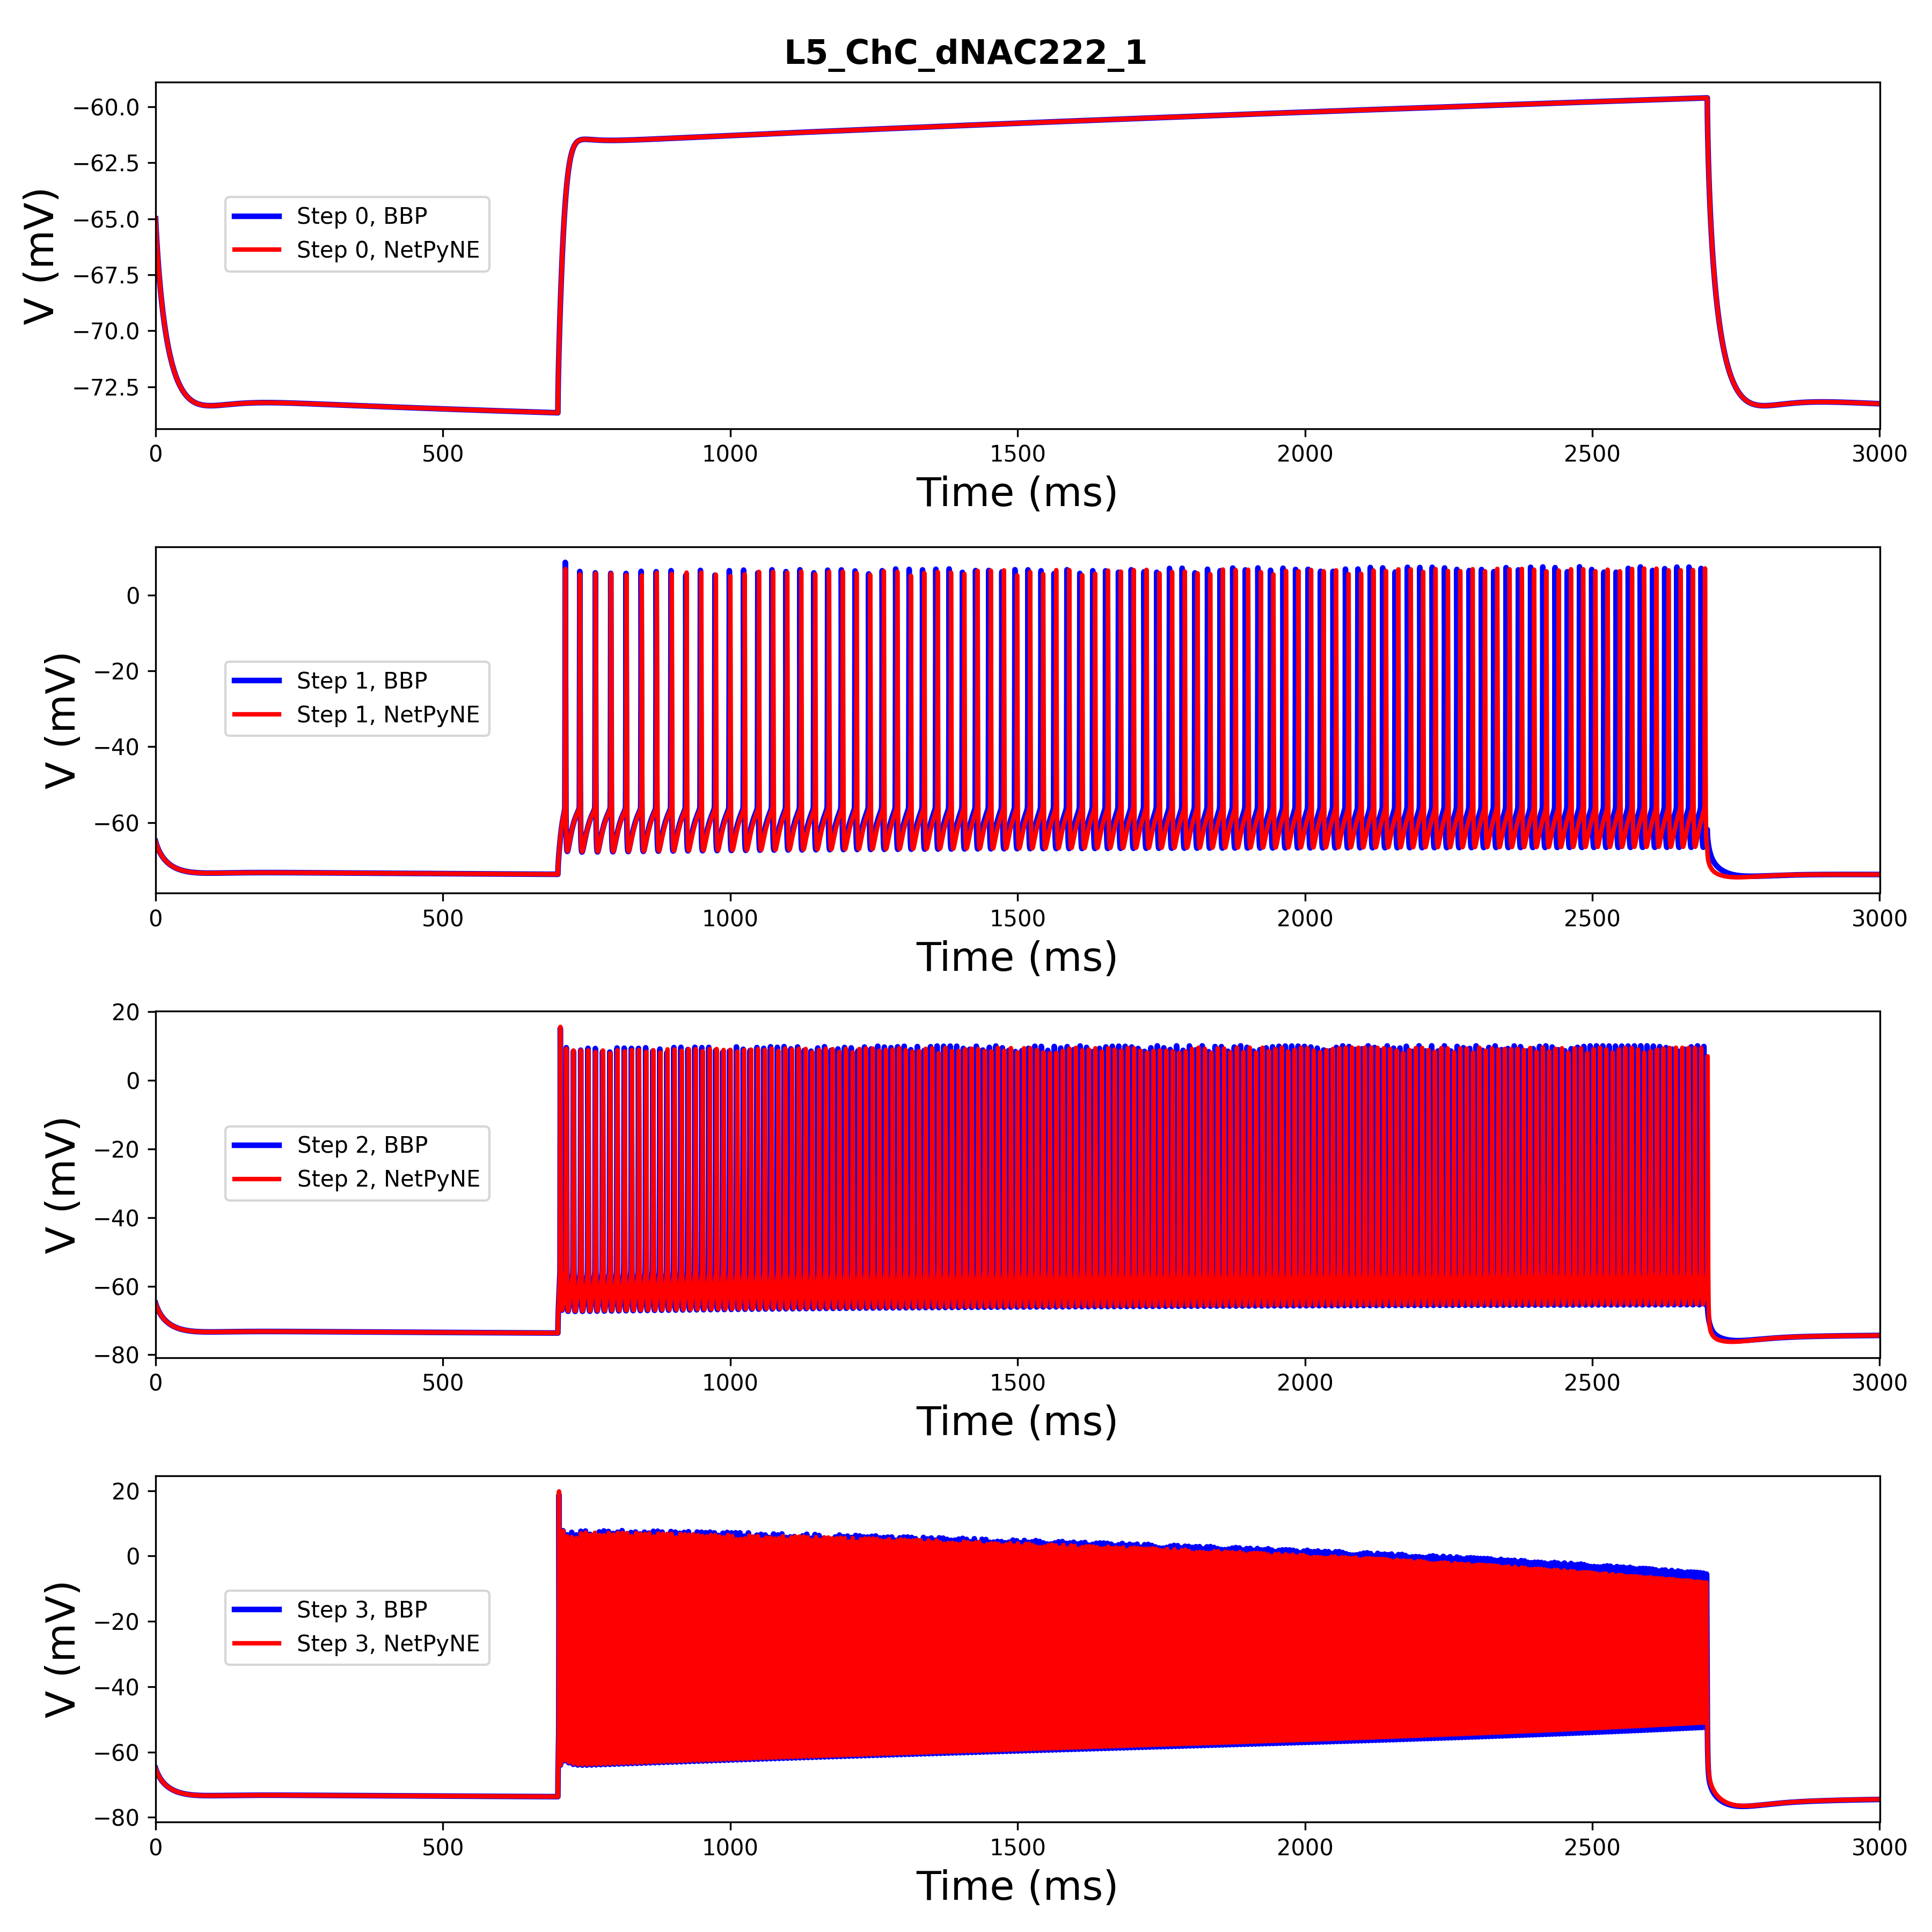 L5_ChC_dNAC222_1
V (mV)
−60.0
−62.5
−65.0
−67.5
−70.0
−72.5
Step 0, BBP
Step 0, NetPyNE
0 500 1000 1500 2000 2500 3000
Time (ms)
V (mV)
0
−20
−40
−60
Step 1, BBP
Step 1, NetPyNE
0 500 1000 1500 2000 2500 3000
Time (ms)
V (mV)
20
0
−20
−40
−60
−80
Step 2, BBP
Step 2, NetPyNE
0 500 1000 1500 2000 2500 3000
Time (ms)
V (mV)
20
0
−20
−40
−60
−80
Step 3, BBP
Step 3, NetPyNE
0 500 1000 1500 2000 2500 3000
Time (ms)